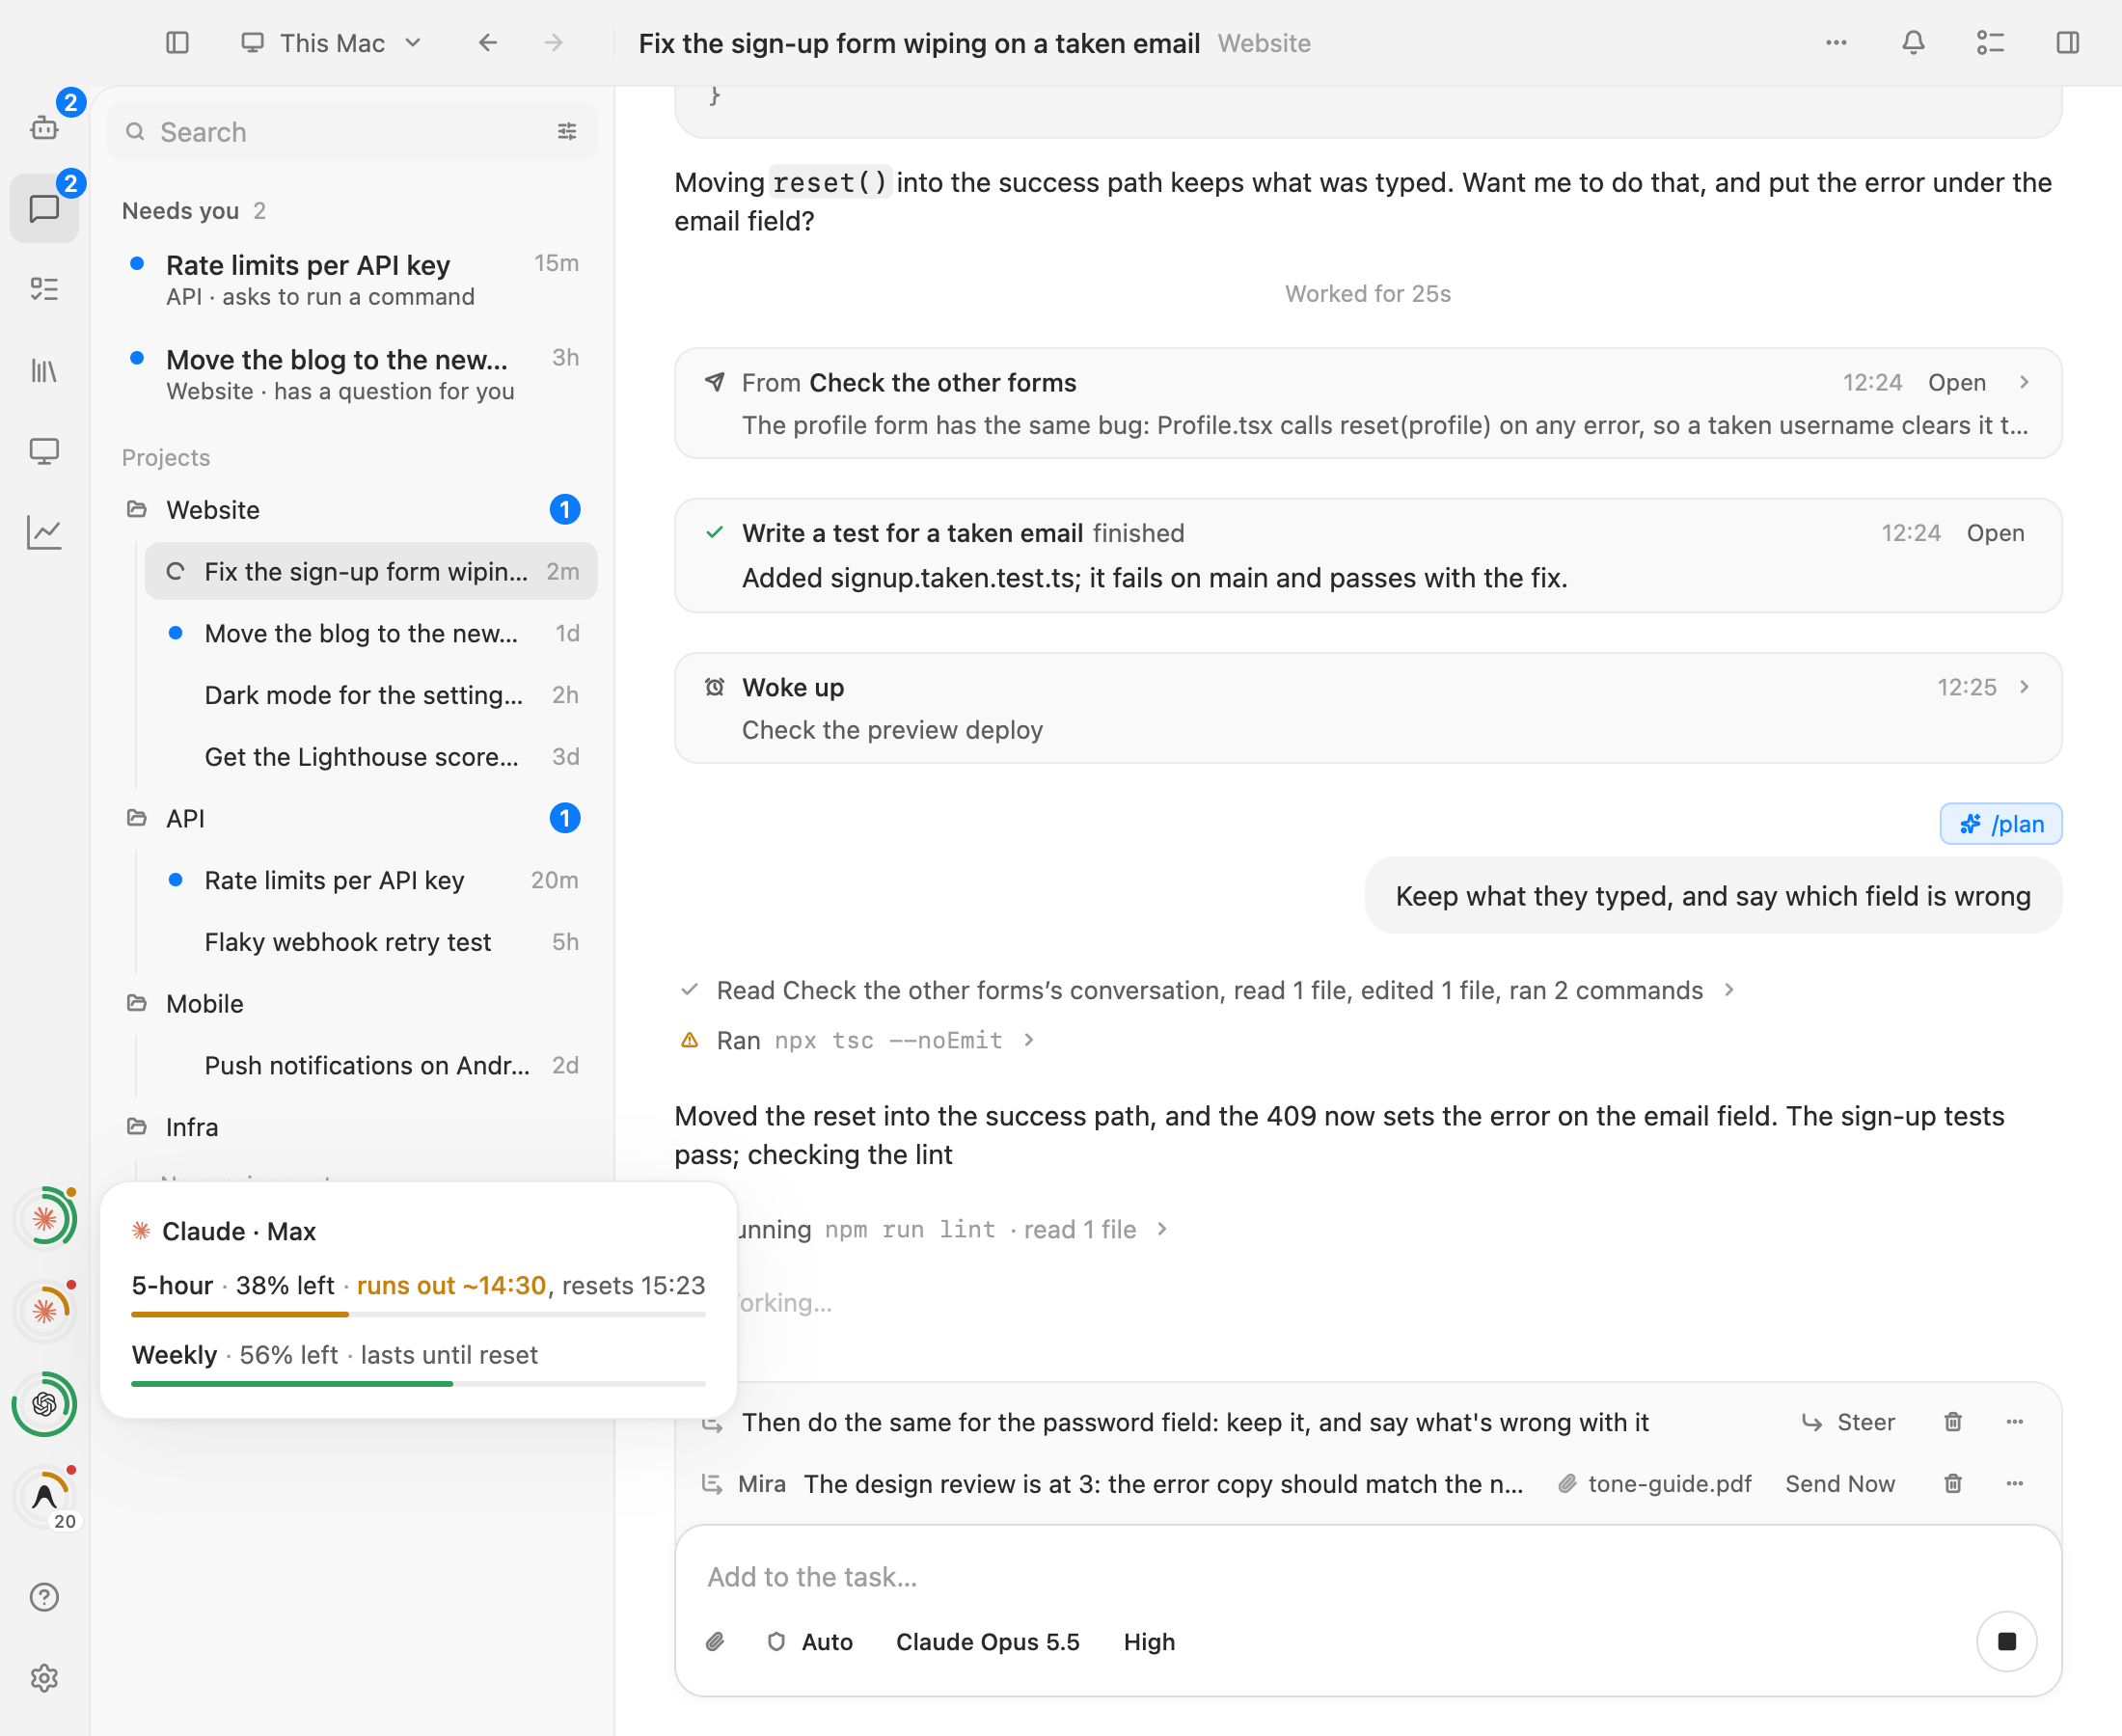 This Mac
Fix the sign-up form wiping on a taken email Website
2
2
Search
Needs you 2
Rate limits per API key 15m
API · asks to run a command
Move the blog to the new... 3h
Website · has a question for you
Projects
Website 1
Fix the sign-up form wipin... 2m
Move the blog to the new... 1d
Dark mode for the setting... 2h
Get the Lighthouse score... 3d
API 1
Rate limits per API key 20m
Flaky webhook retry test 5h
Mobile
Push notifications on Andr... 2d
Infra
Claude · Max
5-hour · 38% left · runs out ~14:30, resets 15:23
Weekly · 56% left · lasts until reset
20
}
Moving reset() into the success path keeps what was typed. Want me to do that, and put the error under the
email field?
Worked for 25s
From Check the other forms 12:24 Open
The profile form has the same bug: Profile.tsx calls reset(profile) on any error, so a taken username clears it t...
Write a test for a taken email finished 12:24 Open
Added signup.taken.test.ts; it fails on main and passes with the fix.
Woke up 12:25
Check the preview deploy
/plan
Keep what they typed, and say which field is wrong
Read Check the other forms’s conversation, read 1 file, edited 1 file, ran 2 commands
Ran npx tsc --noEmit
Moved the reset into the success path, and the 409 now sets the error on the email field. The sign-up tests
pass; checking the lint
unning npm run lint · read 1 file
orking...
Then do the same for the password field: keep it, and say what's wrong with it Steer
Mira The design review is at 3: the error copy should match the n... tone-guide.pdf Send Now
Add to the task...
Auto Claude Opus 5.5 High